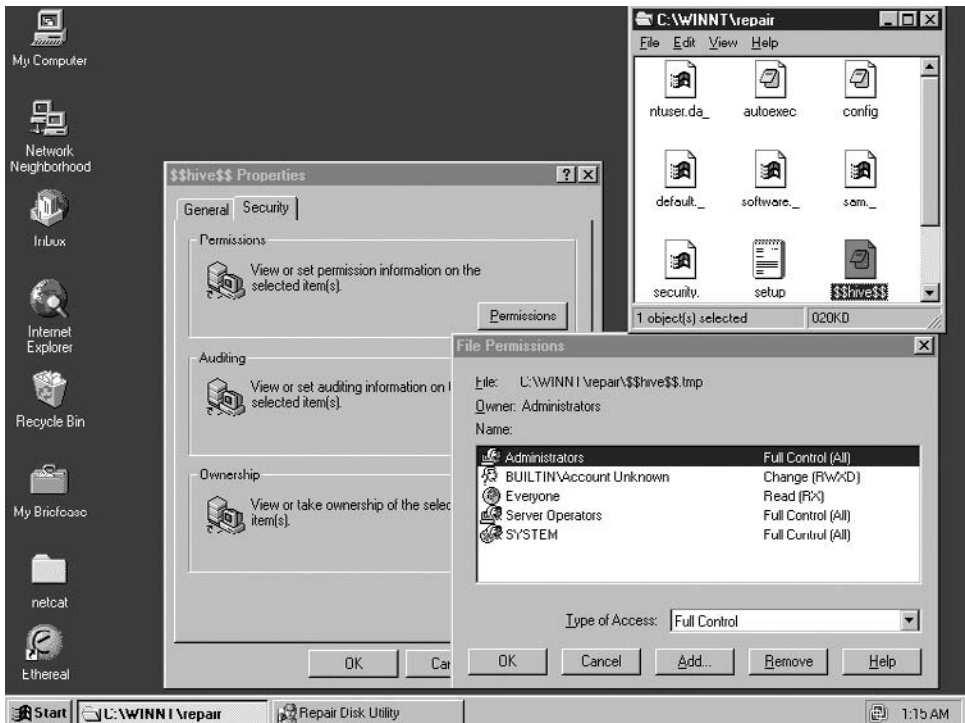 My Computer
Network
Neighborhood
Inbox
Internet
Explorer
Recycle Bin
My Briefcase
netcat
Ethereal
C:\WINNT\repair
File Edit View Help
ntuser.da_ autoexec config
default._ software._ sam._
security. setup $$hive$$
1 object(s) selected 020KB
$$hive$$ Properties
General Security
Permissions
View or set permission information on the
selected item(s).
Permissions
Auditing
View or set auditing information on
selected item(s).
Ownership
View or take ownership of the selec
item(s).
OK Can
File Permissions
File: C:\WINNT\repair\$$hive$$.tmp
Owner: Administrators
Name:
Administrators Full Control (All)
BUILTIN\Account Unknown Change (RWXD)
Everyone Read (RX)
Server Operators Full Control (All)
SYSTEM Full Control (All)
Type of Access: Full Control
OK Cancel Add... Remove Help
Start C:\WINNT\repair Repair Disk Utility 1:15 AM